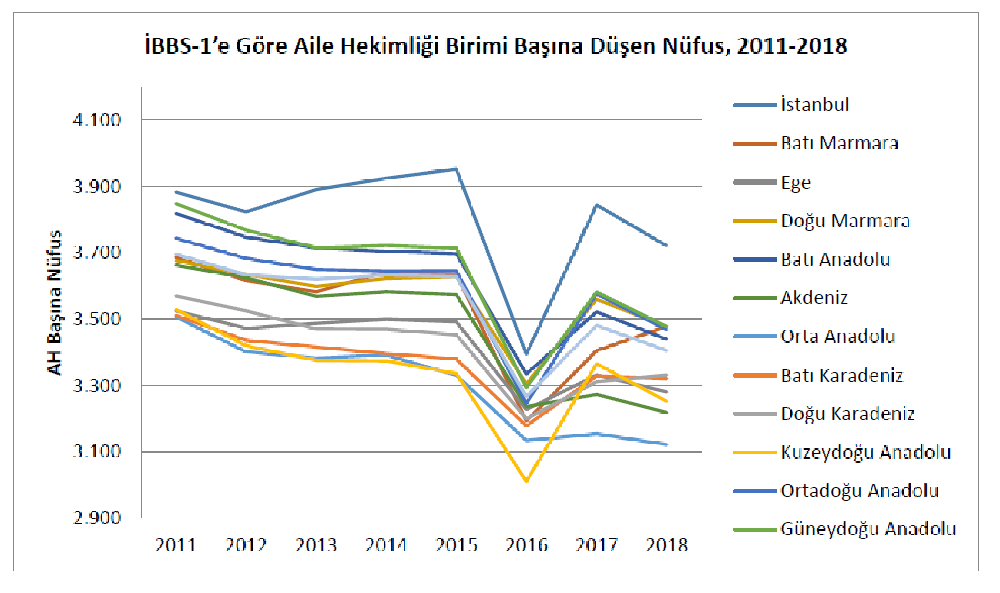 İBBS-1’e Göre Aile Hekimliği Birimi Başına Düşen Nüfus, 2011-2018
AH Başına Nüfus
4.100
3.900
3.700
3.500
3.300
3.100
2.900
2011 2012 2013 2014 2015 2016 2017 2018
İstanbul
Batı Marmara
Ege
Doğu Marmara
Batı Anadolu
Akdeniz
Orta Anadolu
Batı Karadeniz
Doğu Karadeniz
Kuzeydoğu Anadolu
Ortadoğu Anadolu
Güneydoğu Anadolu